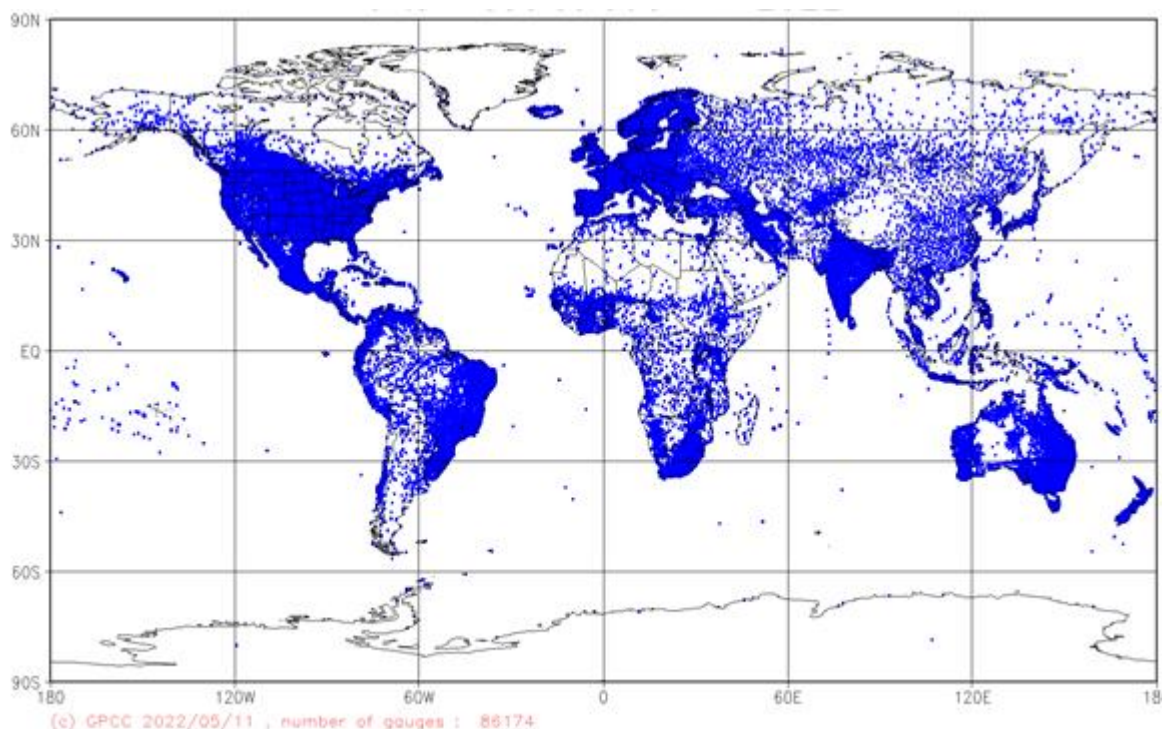 90N
60N
30N
EQ
30S
60S
90S
180 120W 60W 0 60E 120E 18
(c) GPCC 2022/05/11 , number of gauges : 86174